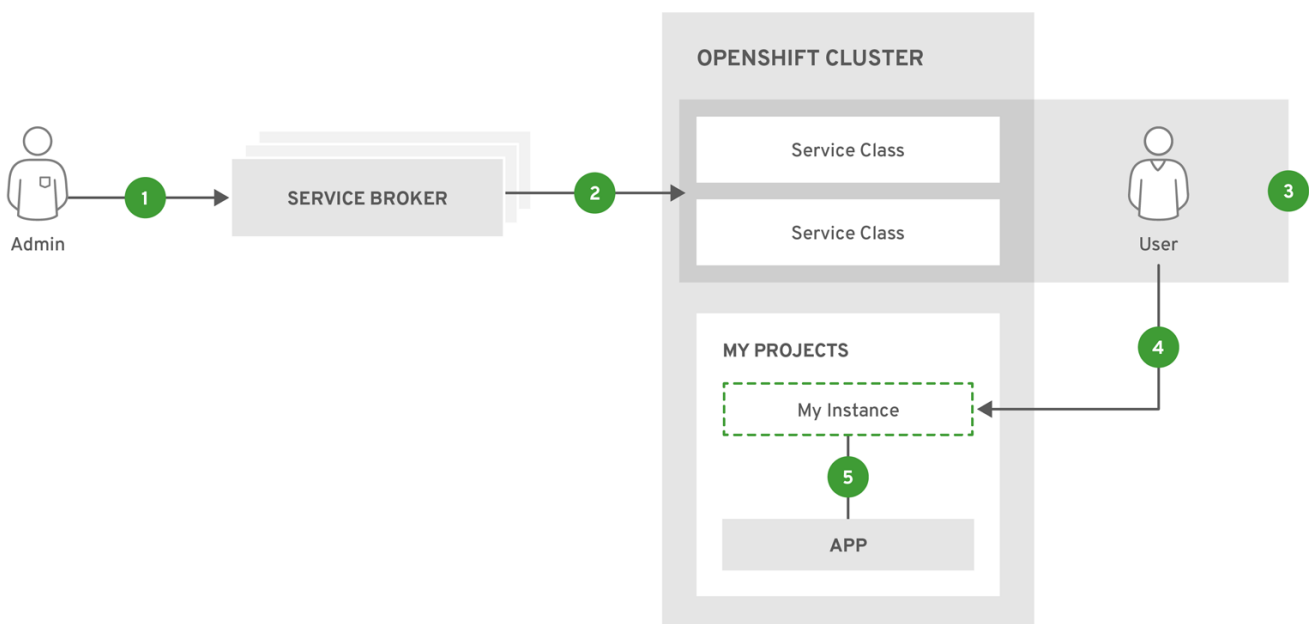 OPENSHIFT CLUSTER
Service Class
Service Class
1
SERVICE BROKER
2
3
Admin
User
MY PROJECTS
4
My Instance
5
APP